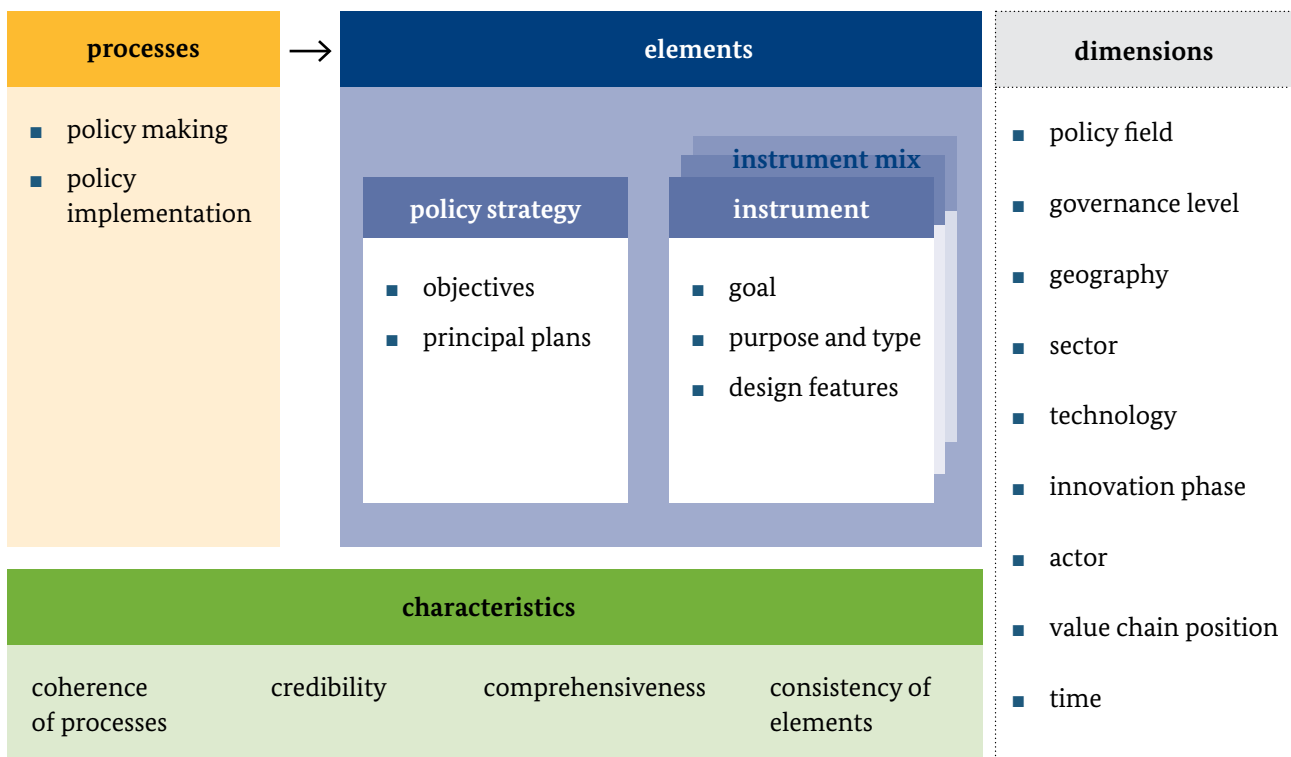 processes
→
elements
dimensions
policy making
policy
implementation
instrument mix
policy strategy
instrument
objectives
principal plans
goal
purpose and type
design features
policy field
governance level
geography
sector
technology
innovation phase
actor
value chain position
time
characteristics
coherence
of processes
credibility
comprehensiveness
consistency of
elements